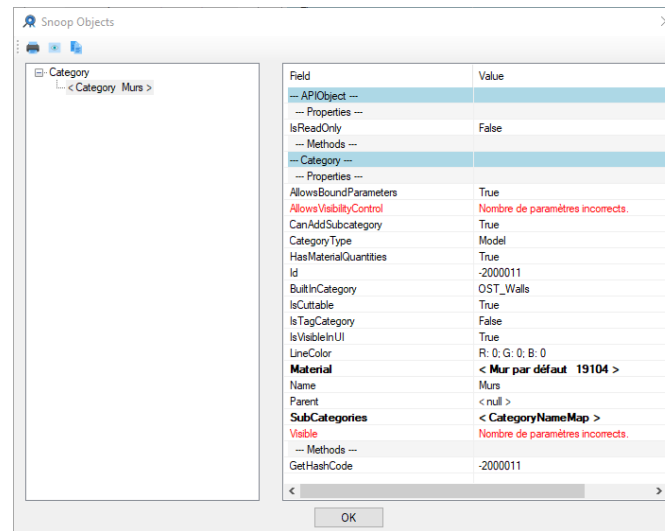 Snoop Objects
Category
< Category Murs >
Field Value
--- APIObject ---
--- Properties ---
IsReadOnly False
--- Methods ---
--- Category ---
--- Properties ---
AllowsBoundParameters True
AllowsVisibilityControl Nombre de paramètres incorrects.
CanAddSubcategory True
CategoryType Model
HasMaterialQuantities True
Id -2000011
BuiltInCategory OST_Walls
IsCuttable True
IsTagCategory False
IsVisibleInUI True
LineColor R: 0; G: 0; B: 0
Material < Mur par défaut 19104 >
Name Murs
Parent < null >
SubCategories < CategoryNameMap >
Visible Nombre de paramètres incorrects.
--- Methods ---
GetHashCode -2000011
OK